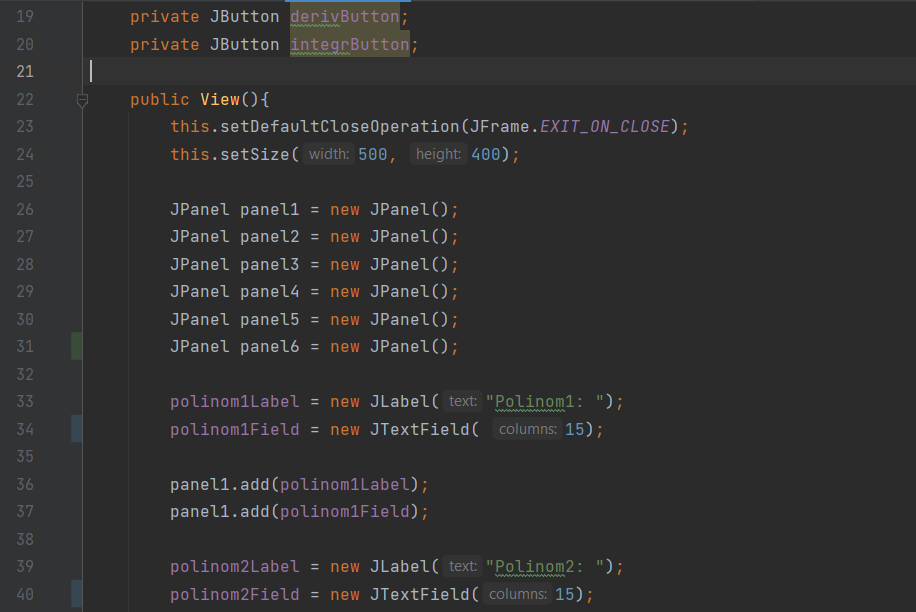 19 private JButton derivButton;
20 private JButton integrButton;
21
22 public View(){
23 this.setDefaultCloseOperation(JFrame.EXIT_ON_CLOSE);
24 this.setSize( width: 500, height: 400);
25
26 JPanel panel1 = new JPanel();
27 JPanel panel2 = new JPanel();
28 JPanel panel3 = new JPanel();
29 JPanel panel4 = new JPanel();
30 JPanel panel5 = new JPanel();
31 JPanel panel6 = new JPanel();
32
33 polinom1Label = new JLabel( text: "Polinom1: ");
34 polinom1Field = new JTextField( columns: 15);
35
36 panel1.add(polinom1Label);
37 panel1.add(polinom1Field);
38
39 polinom2Label = new JLabel( text: "Polinom2: ");
40 polinom2Field = new JTextField( columns: 15);